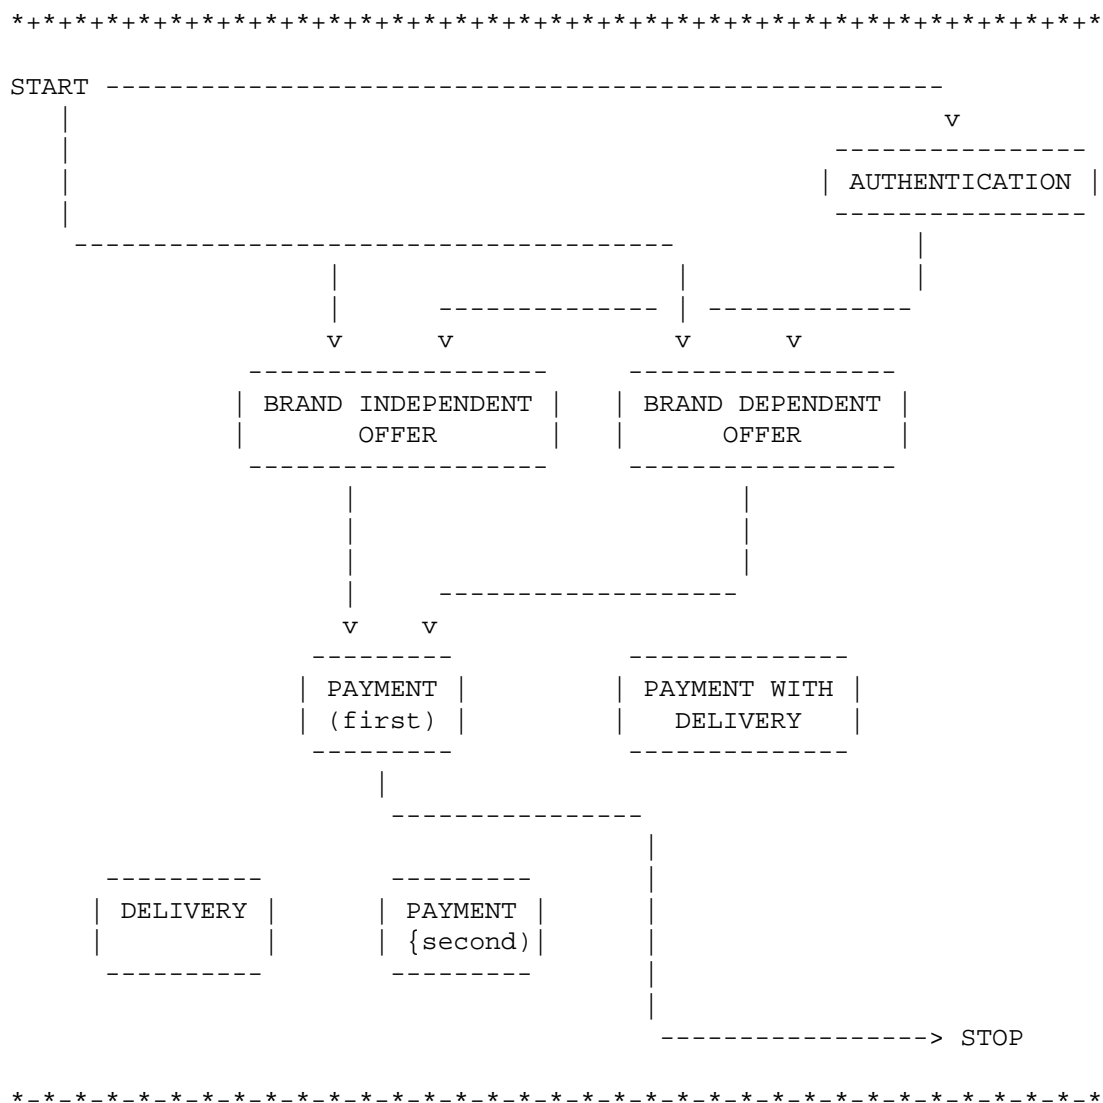 *+*+*+*+*+*+*+*+*+*+*+*+*+*+*+*+*+*+*+*+*+*+*+*+*+*+*+*+*+*+*+*+*+*+*
START
v
AUTHENTICATION
v v v v
BRAND INDEPENDENT BRAND DEPENDENT
OFFER OFFER
v v
PAYMENT PAYMENT WITH
(first) DELIVERY
DELIVERY PAYMENT
{second)
-----------------> STOP
*-*-*-*-*-*-*-*-*-*-*-*-*-*-*-*-*-*-*-*-*-*-*-*-*-*-*-*-*-*-*-*-*-*-*